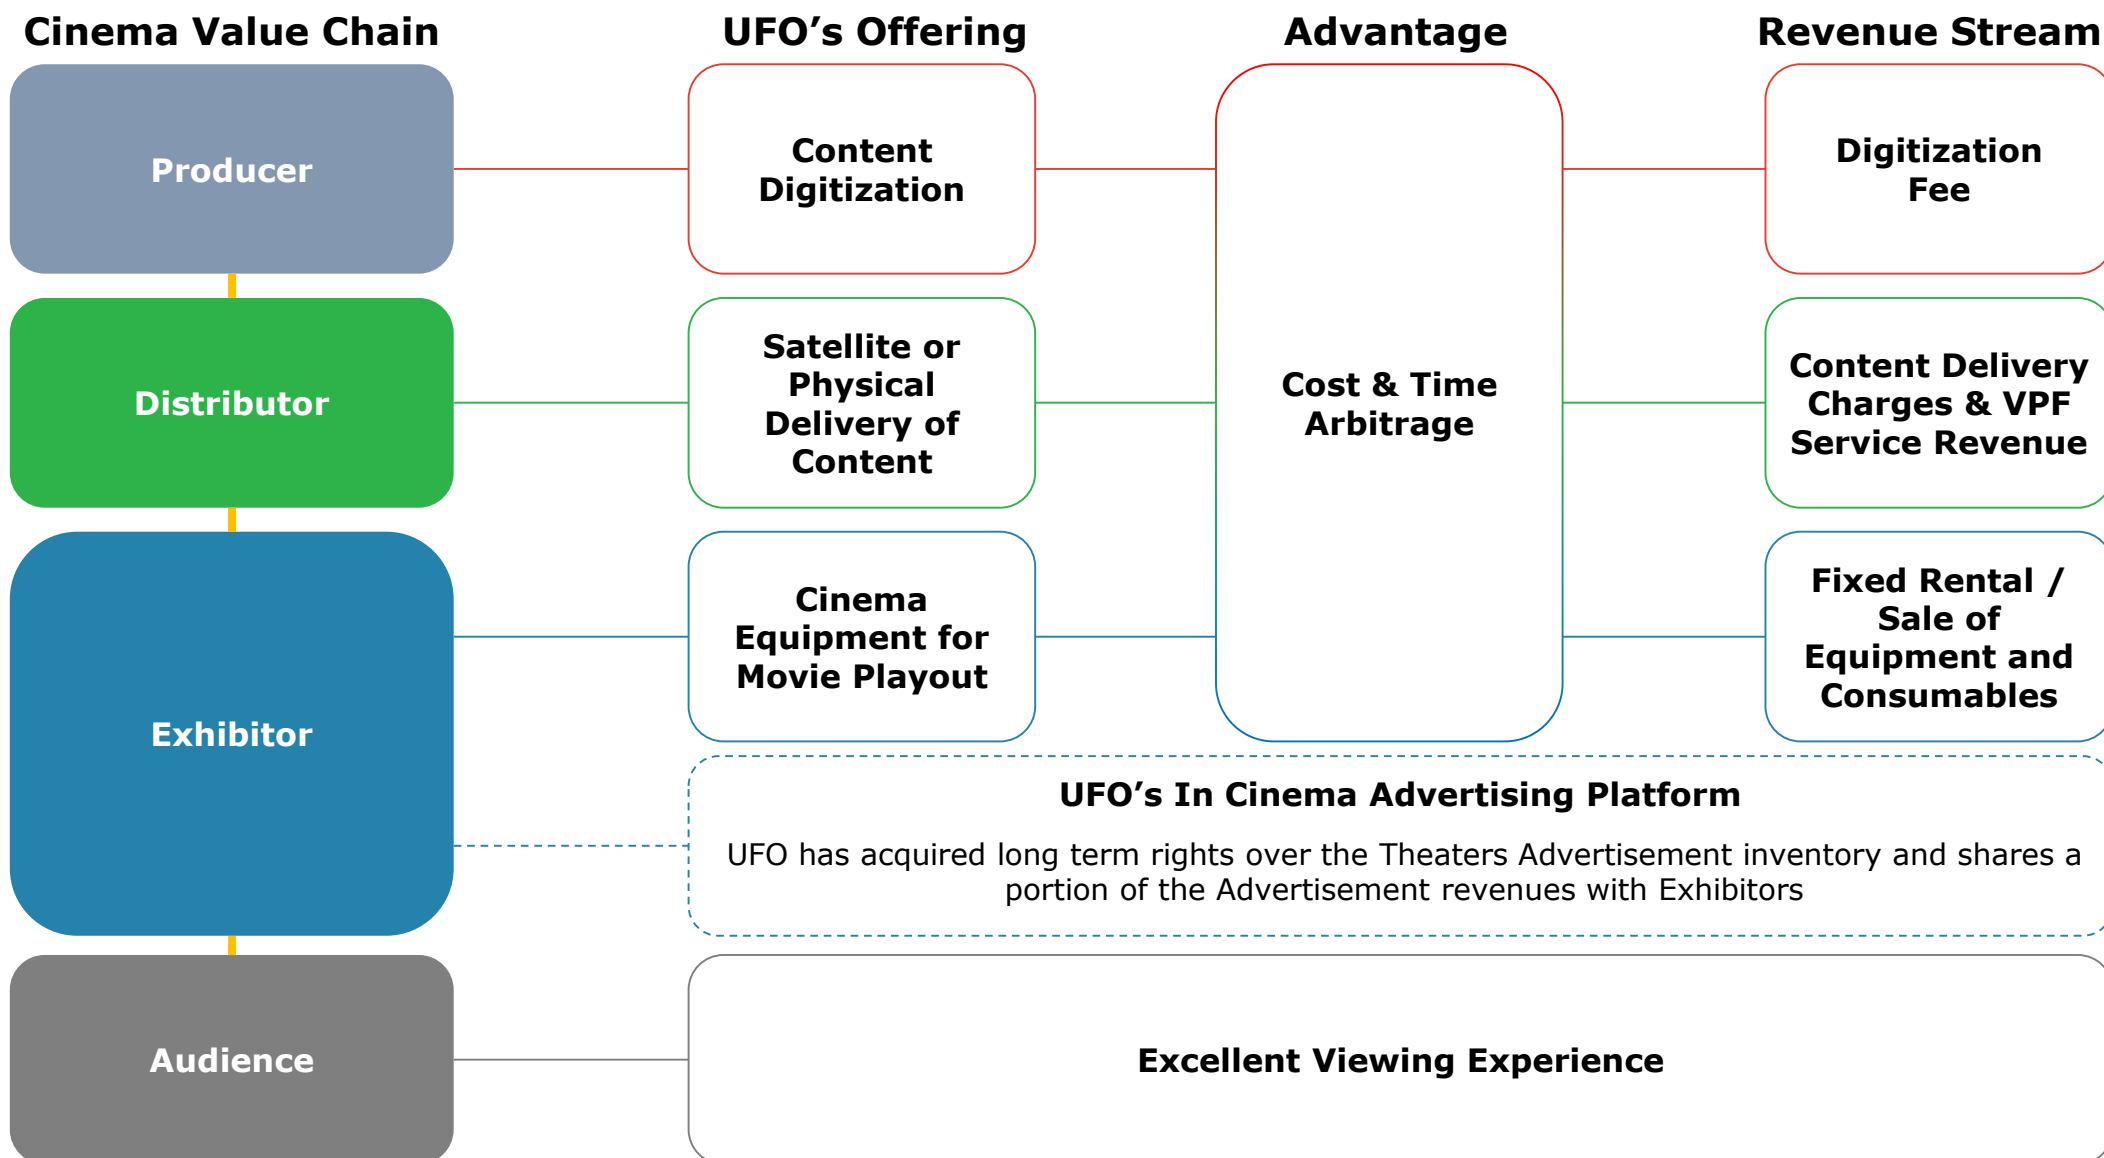 Cinema Value Chain
UFO’s Offering
Advantage
Revenue Stream
Producer
Content
Digitization
Digitization
Fee
Distributor
Satellite or
Physical
Delivery of
Content
Cost & Time
Arbitrage
Content Delivery
Charges & VPF
Service Revenue
Exhibitor
Cinema
Equipment for
Movie Playout
Fixed Rental /
Sale of
Equipment and
Consumables
UFO’s In Cinema Advertising Platform
UFO has acquired long term rights over the Theaters Advertisement inventory and shares a
portion of the Advertisement revenues with Exhibitors
Audience
Excellent Viewing Experience